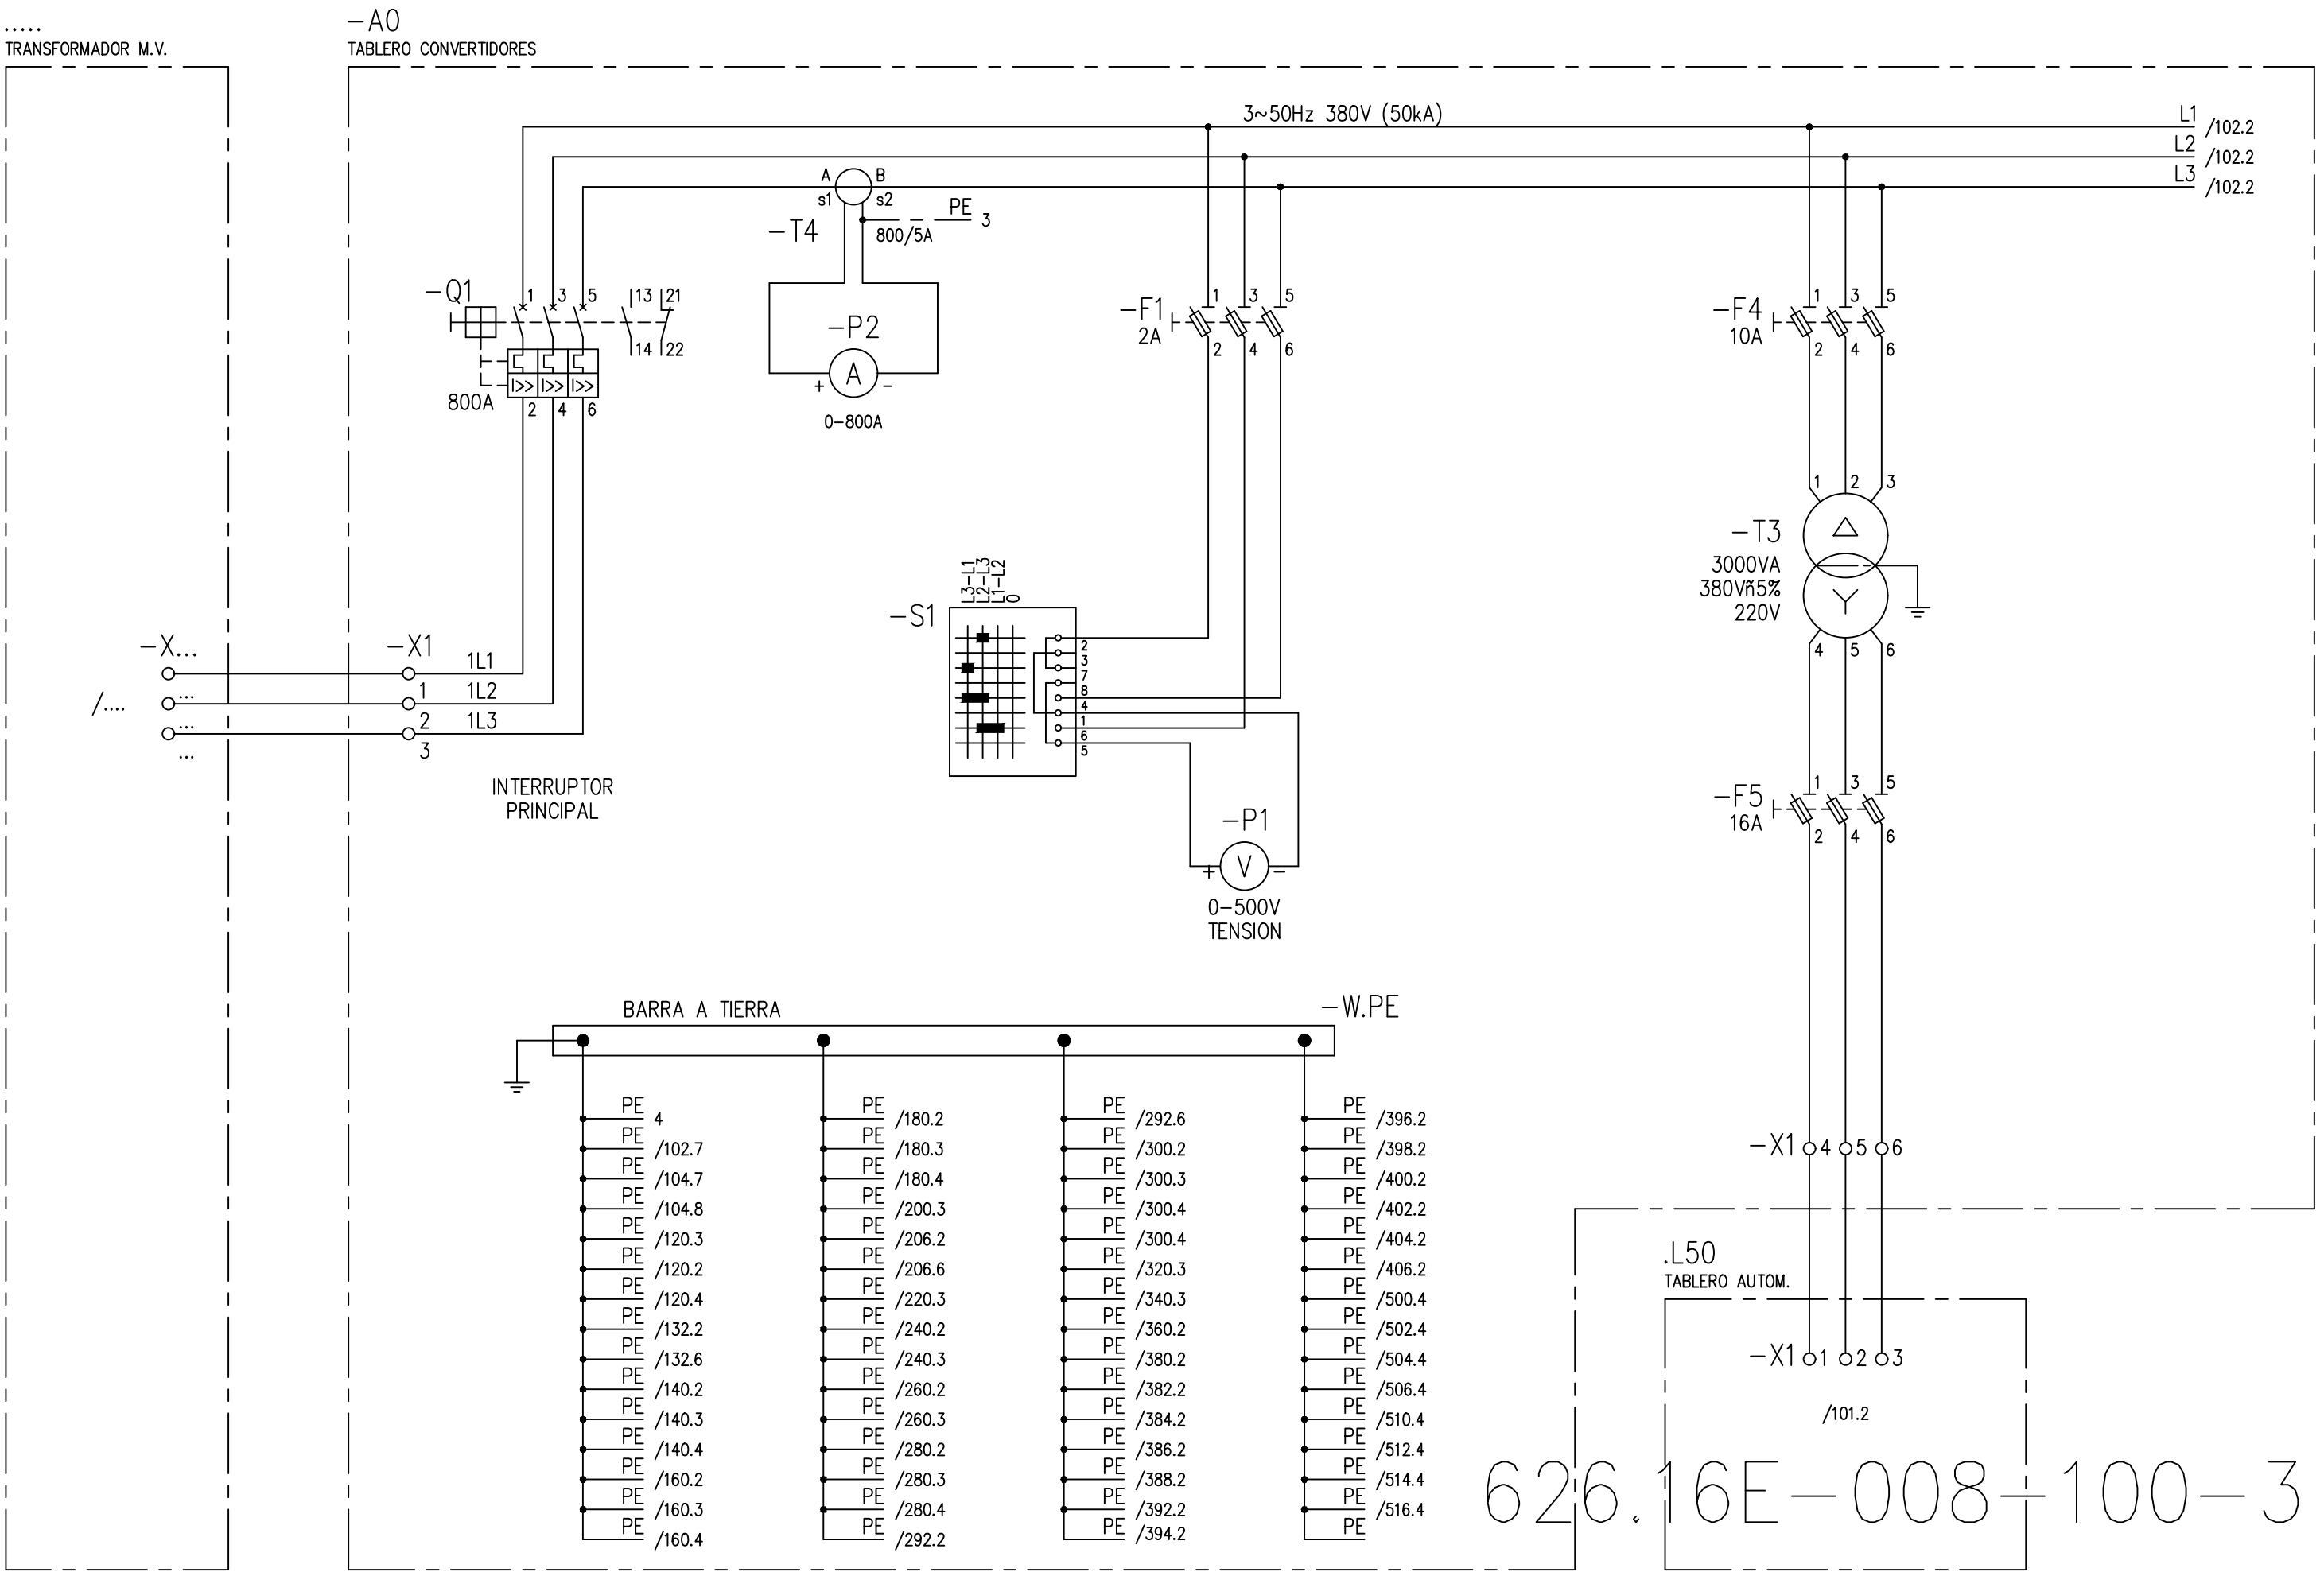 .....
TRANSFORMADOR M.V.
-A0
TABLERO CONVERTIDORES
3~50Hz 380V (50kA)
L1 /102.2
L2 /102.2
L3 /102.2
A B
s1 s2
PE 3
-T4 800/5A
-Q1
1 3 5 13 21
14 22
800A
2 4 6
-P2
A
+ -
0-800A
-F1
2A
1 3 5
2 4 6
-F4
10A
1 3 5
2 4 6
1 2 3
-T3
3000VA
380Vñ5%
220V
4 5 6
L3-L1
L2-L3
L1-L2
0
-S1
2
3
7
8
4
1
6
5
-X...
/....
...
...
...
-X1
1L1
1
1L2
2
1L3
3
INTERRUPTOR
PRINCIPAL
-P1
V
+ -
0-500V
TENSION
-F5
16A
1 3 5
2 4 6
BARRA A TIERRA
-W.PE
PE 4
PE /102.7
PE /104.7
PE /104.8
PE /120.3
PE /120.2
PE /120.4
PE /132.2
PE /132.6
PE /140.2
PE /140.3
PE /140.4
PE /160.2
PE /160.3
PE /160.4
PE /180.2
PE /180.3
PE /180.4
PE /200.3
PE /206.2
PE /206.6
PE /220.3
PE /240.2
PE /240.3
PE /260.2
PE /260.3
PE /280.2
PE /280.3
PE /280.4
PE /292.2
PE /292.6
PE /300.2
PE /300.3
PE /300.4
PE /300.4
PE /320.3
PE /340.3
PE /360.2
PE /380.2
PE /382.2
PE /384.2
PE /386.2
PE /388.2
PE /392.2
PE /394.2
PE /396.2
PE /398.2
PE /400.2
PE /402.2
PE /404.2
PE /406.2
PE /500.4
PE /502.4
PE /504.4
PE /506.4
PE /510.4
PE /512.4
PE /514.4
PE /516.4
PE
-X1 4 5 6
.L50
TABLERO AUTOM.
-X1 1 2 3
/101.2
626.16E-008-100-3